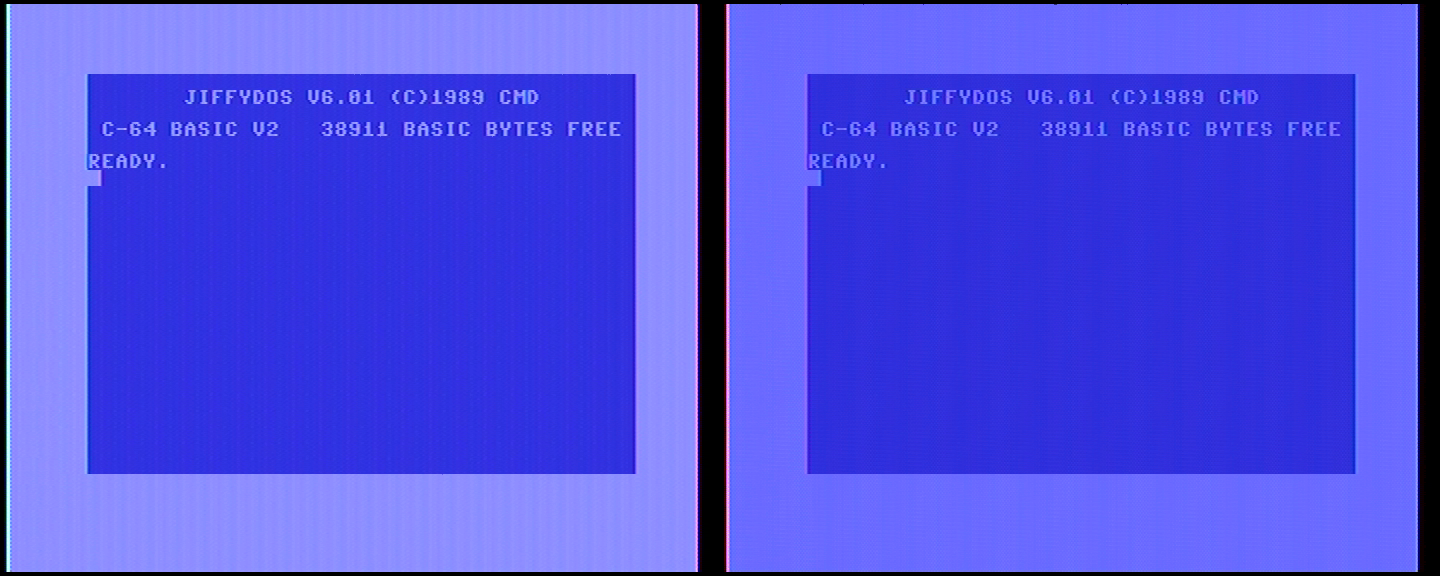 JIFFYDOS V6.01 (C)1989 CMD
C-64 BASIC V2   38911 BASIC BYTES FREE
READY.
JIFFYDOS V6.01 (C)1989 CMD
C-64 BASIC V2   38911 BASIC BYTES FREE
READY.